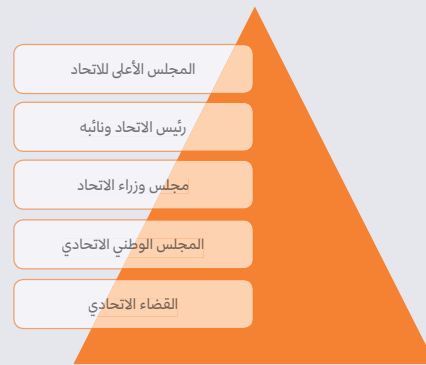 المجلس الأعلى للاتحاد
رئيس الاتحاد ونائبه
مجلس وزراء الاتحاد
المجلس الوطني الاتحادي
القضاء الاتحادي